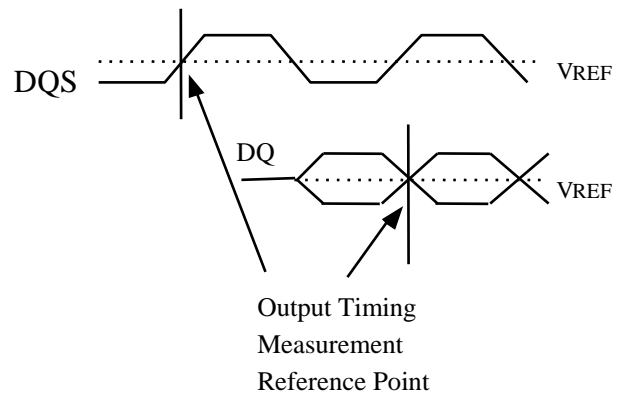 DQS
VREF
DQ
VREF
Output Timing
Measurement
Reference Point